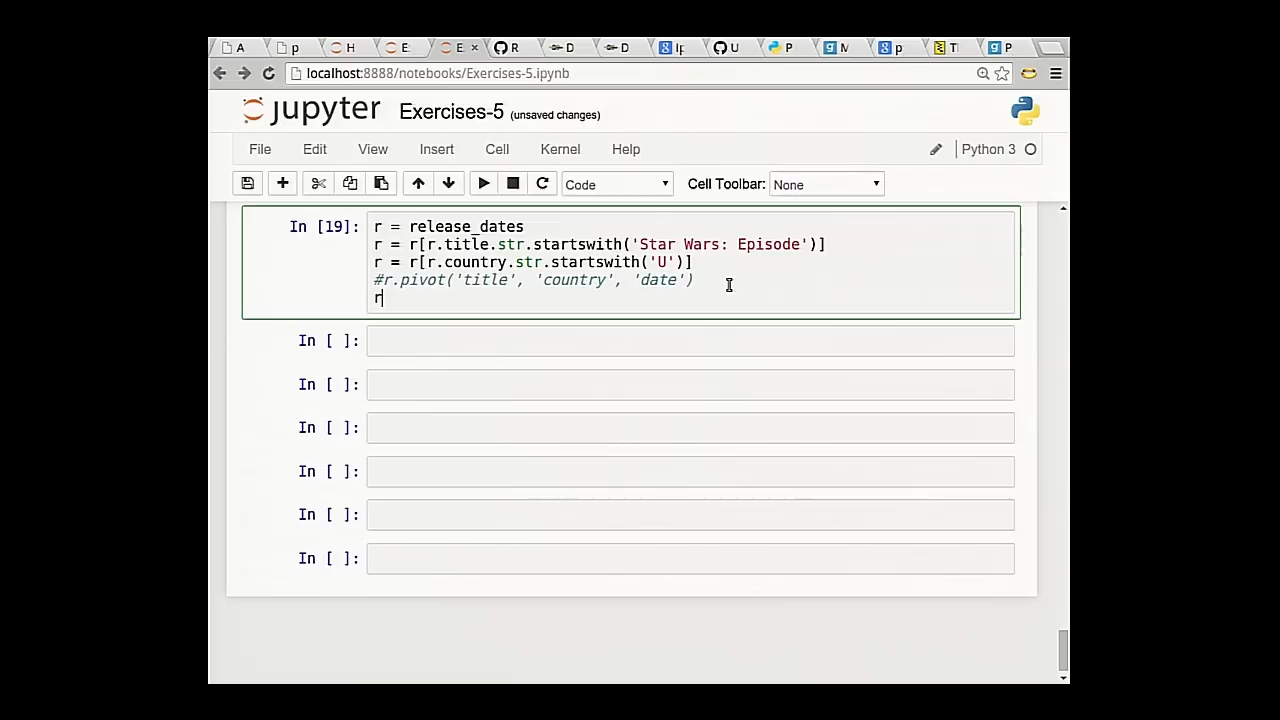 A p H E E R D D Ip U P M p T P
localhost:8888/notebooks/Exercises-5.ipynb
jupyter Exercises-5 (unsaved changes)
File Edit View Insert Cell Kernel Help Python 3
Code Cell Toolbar: None
In [19]: r = release_dates
r = r[r.title.str.startswith('Star Wars: Episode')]
r = r[r.country.str.startswith('U')]
#r.pivot('title', 'country', 'date')
r
In [ ]:
In [ ]:
In [ ]:
In [ ]:
In [ ]:
In [ ]: